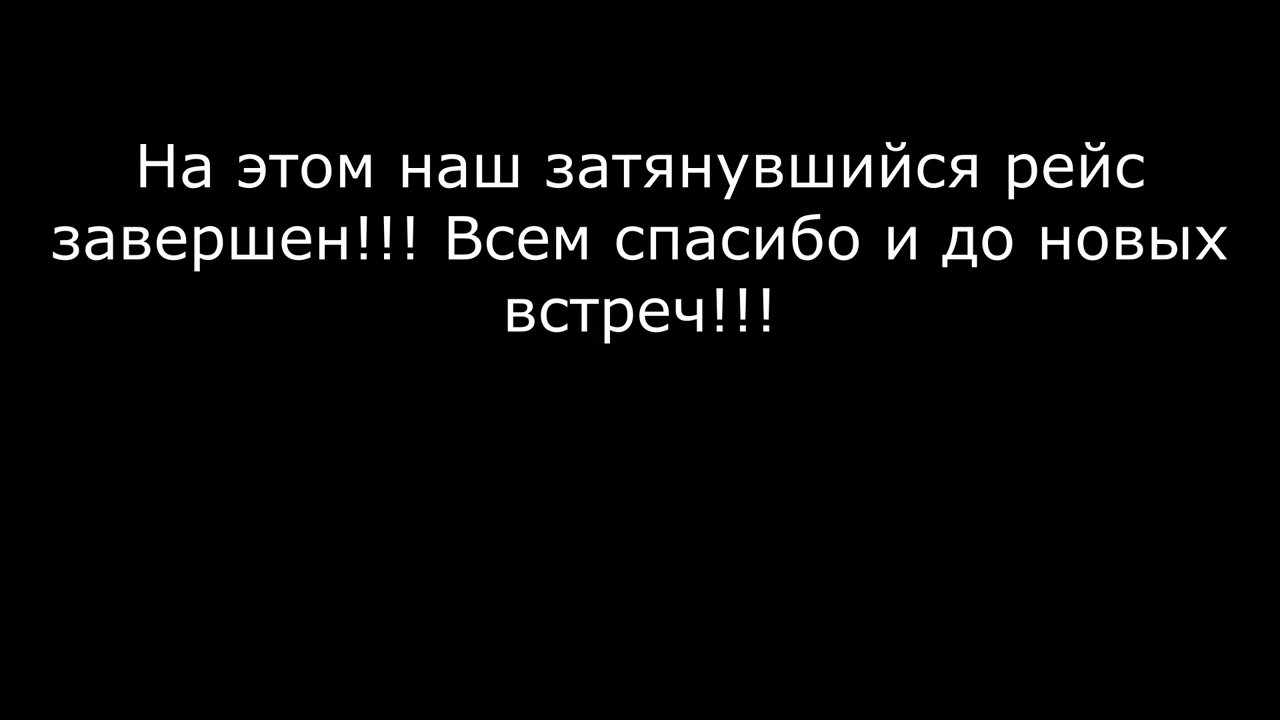 На этом наш затянувшийся рейс
завершен!!! Всем спасибо и до новых
встреч!!!